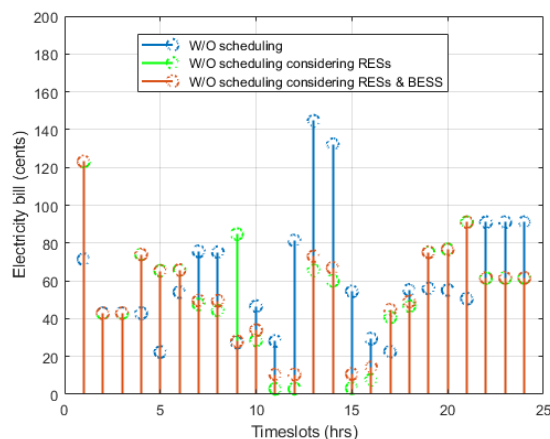 200
180
160
140
120
100
80
60
40
20
0
Electricity bill (cents)
W/O scheduling
W/O scheduling considering RESs
W/O scheduling considering RESs & BESS
0 5 10 15 20 25
Timeslots (hrs)